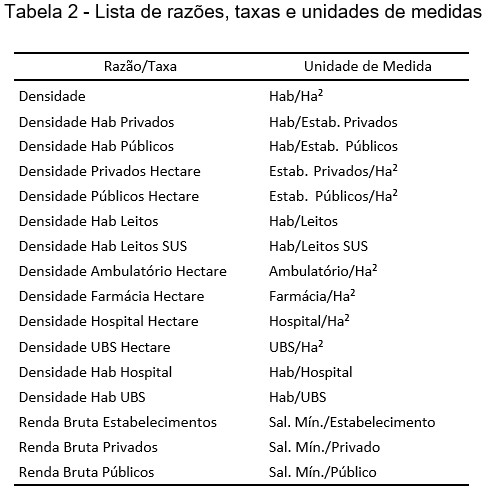 Tabela 2 - Lista de razões, taxas e unidades de medidas
Razão/Taxa Unidade de Medida
Densidade Hab/Ha²
Densidade Hab Privados Hab/Estab. Privados
Densidade Hab Públicos Hab/Estab. Públicos
Densidade Privados Hectare Estab. Privados/Ha²
Densidade Públicos Hectare Estab. Públicos/Ha²
Densidade Hab Leitos Hab/Leitos
Densidade Hab Leitos SUS Hab/Leitos SUS
Densidade Ambulatório Hectare Ambulatório/Ha²
Densidade Farmácia Hectare Farmácia/Ha²
Densidade Hospital Hectare Hospital/Ha²
Densidade UBS Hectare UBS/Ha²
Densidade Hab Hospital Hab/Hospital
Densidade Hab UBS Hab/UBS
Renda Bruta Estabelecimentos Sal. Mín./Estabelecimento
Renda Bruta Privados Sal. Mín./Privado
Renda Bruta Públicos Sal. Mín./Público